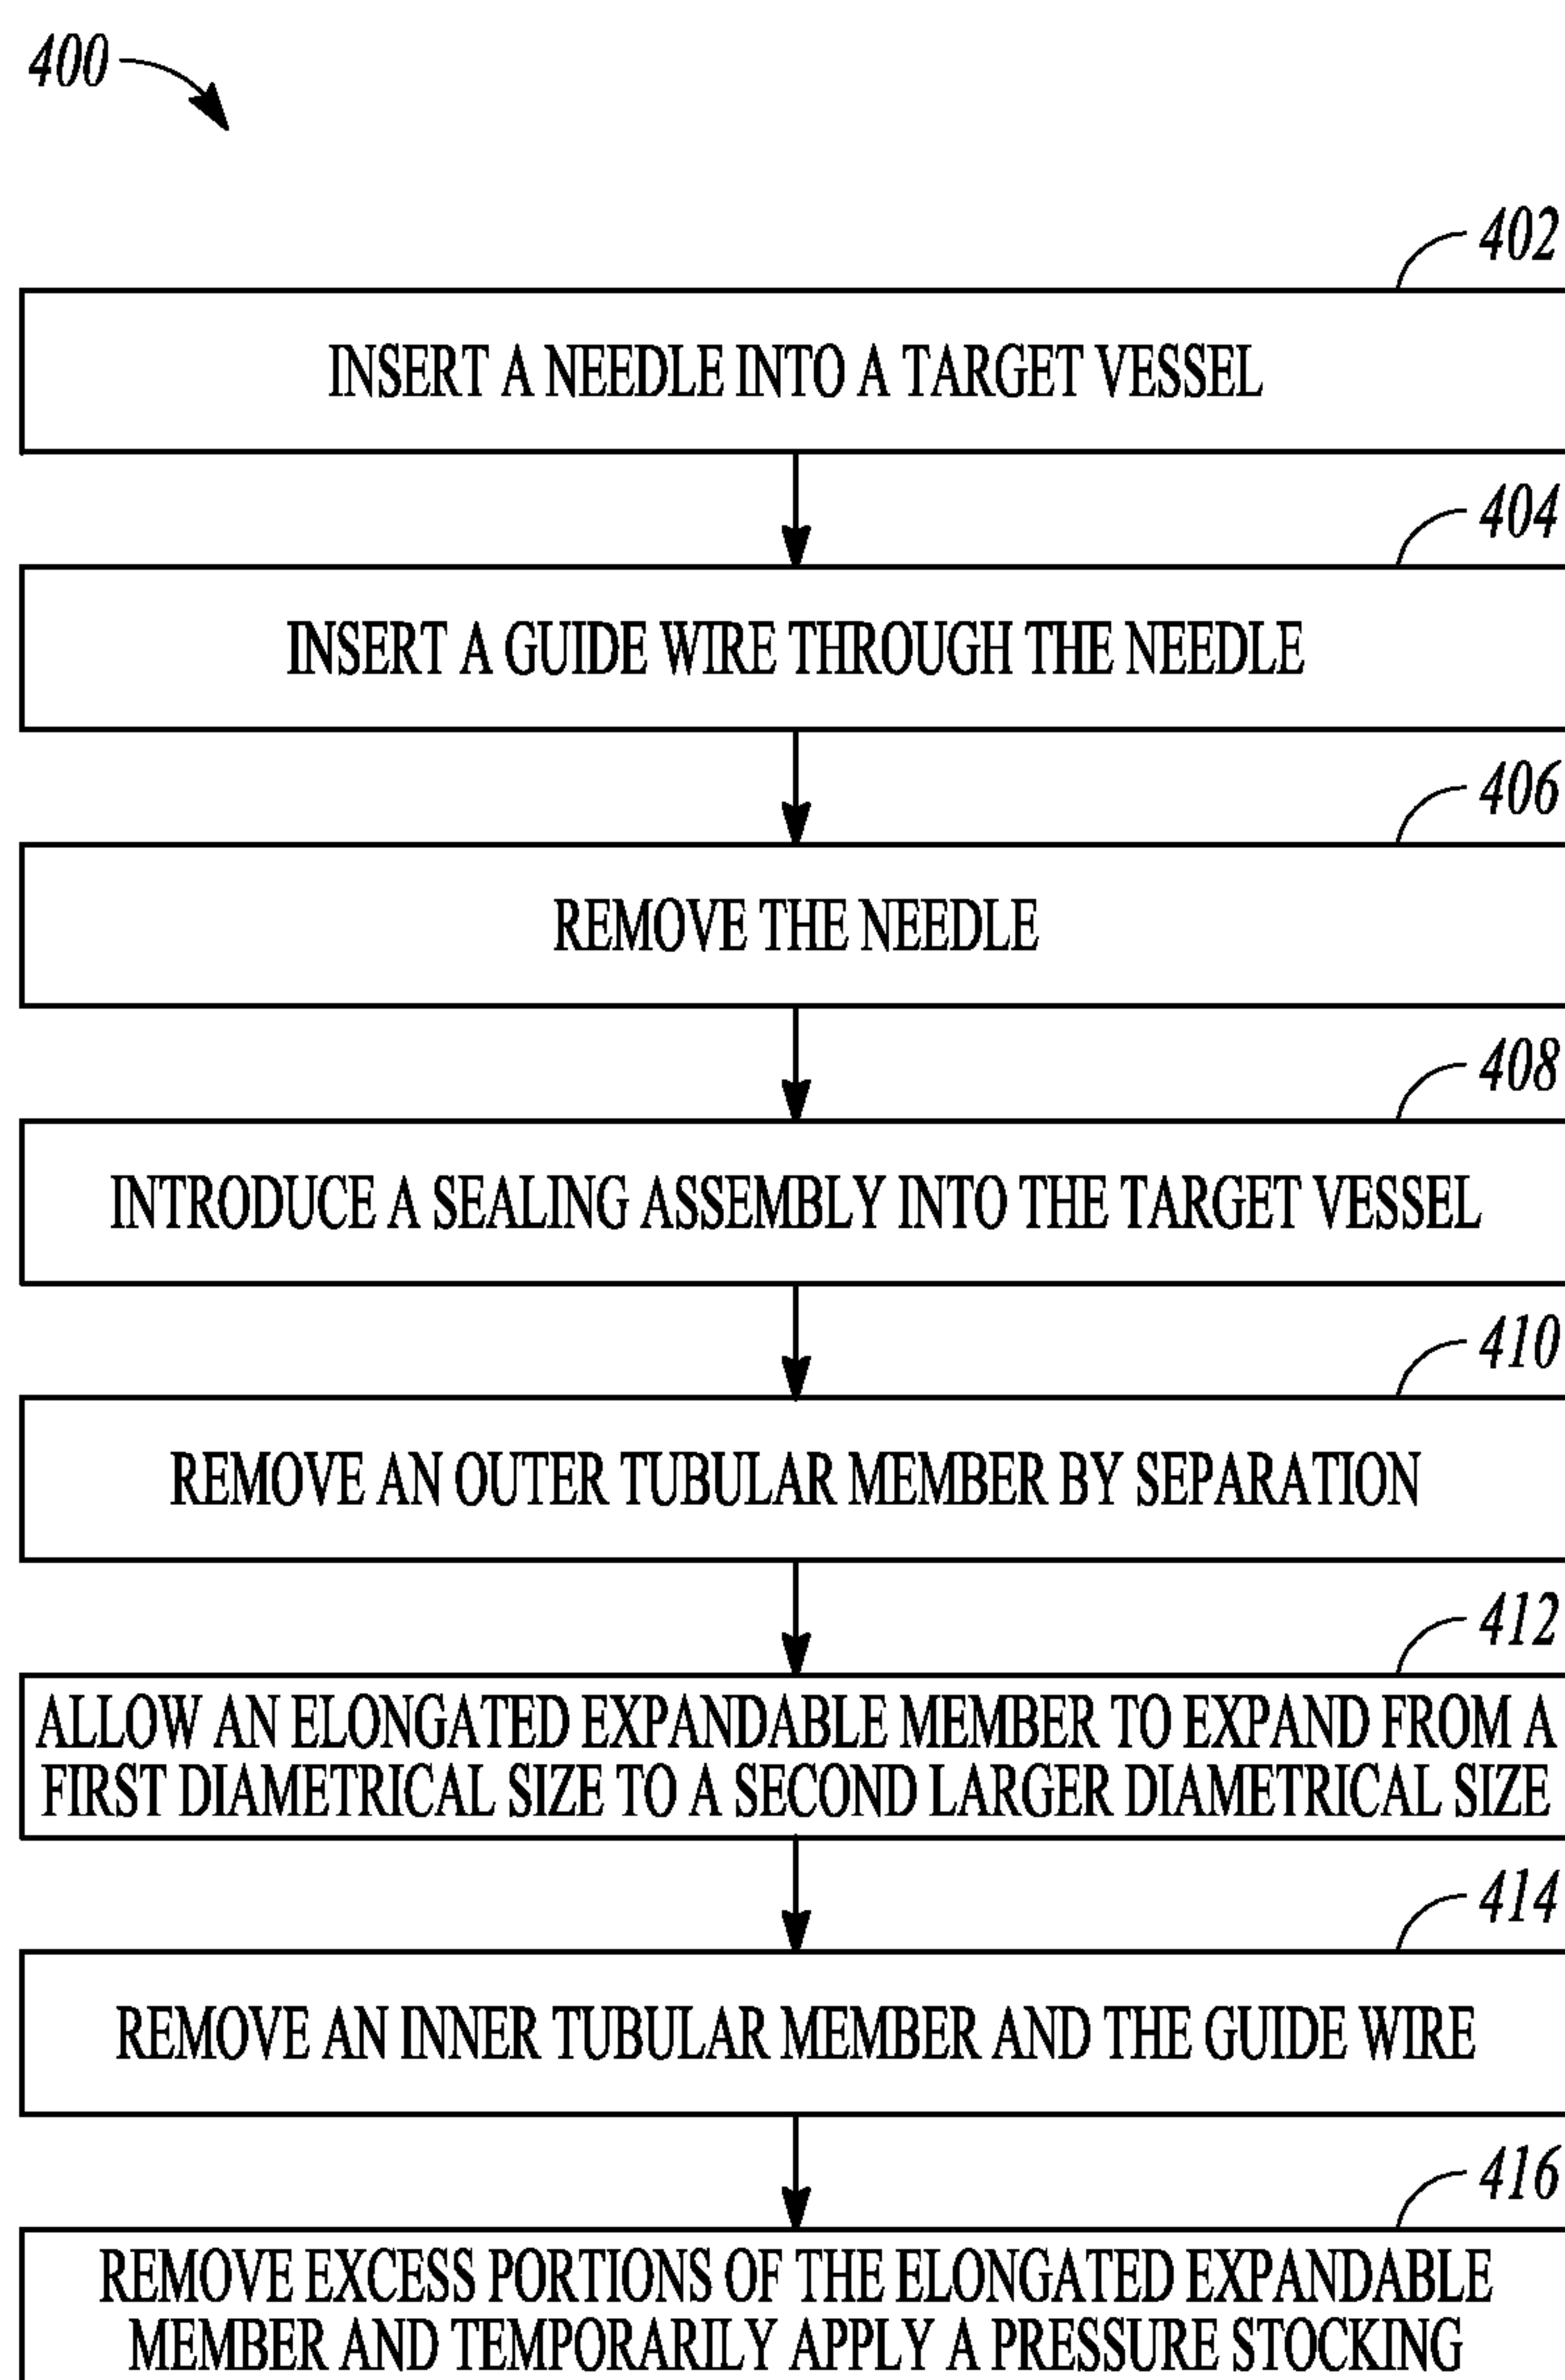 400
402
INSERT A NEEDLE INTO A TARGET VESSEL
404
INSERT A GUIDE WIRE THROUGH THE NEEDLE
406
REMOVE THE NEEDLE
408
INTRODUCE A SEALING ASSEMBLY INTO THE TARGET VESSEL
410
REMOVE AN OUTER TUBULAR MEMBER BY SEPARATION
412
ALLOW AN ELONGATED EXPANDABLE MEMBER TO EXPAND FROM A
FIRST DIAMETRICAL SIZE TO A SECOND LARGER DIAMETRICAL SIZE
414
REMOVE AN INNER TUBULAR MEMBER AND THE GUIDE WIRE
416
REMOVE EXCESS PORTIONS OF THE ELONGATED EXPANDABLE
MEMBER AND TEMPORARILY APPLY A PRESSURE STOCKING